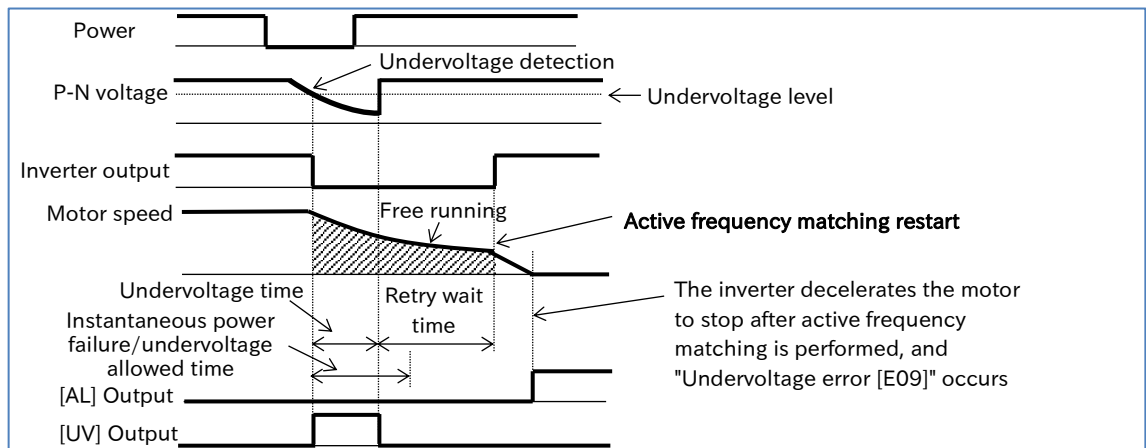 Power
Undervoltage detection
P-N voltage
Undervoltage level
Inverter output
Motor speed
Free running
Active frequency matching restart
Undervoltage time
Retry wait
time
Instantaneous power
failure/undervoltage
allowed time
The inverter decelerates the motor
to stop after active frequency
matching is performed, and
"Undervoltage error [E09]" occurs
[AL] Output
[UV] Output